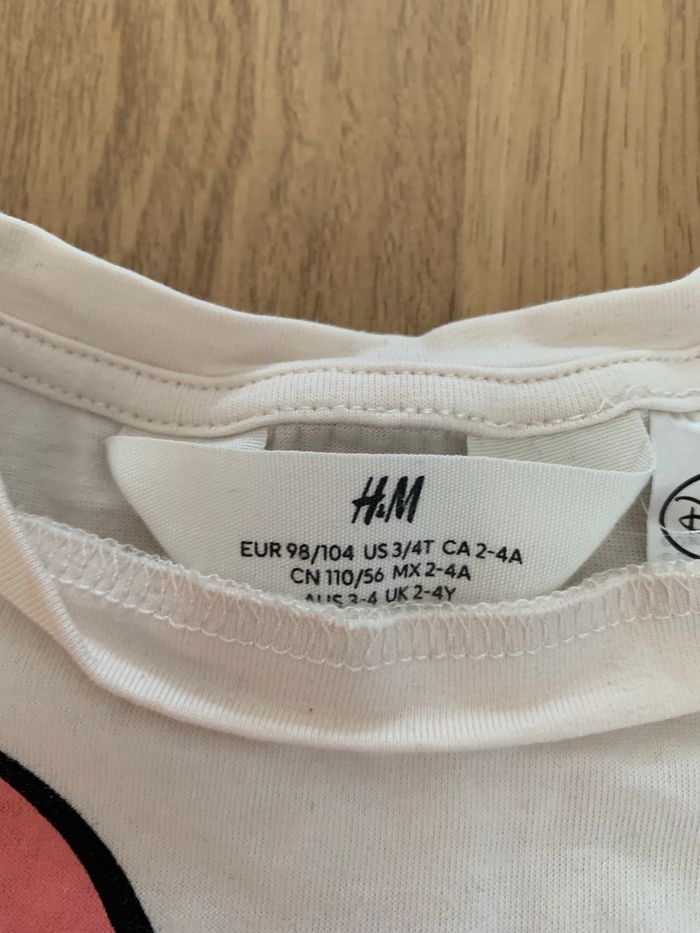 H&M
EUR 98/104 US 3/4T CA 2-4A
CN 110/56 MX 2-4A
AUS 3-4 UK 2-4Y